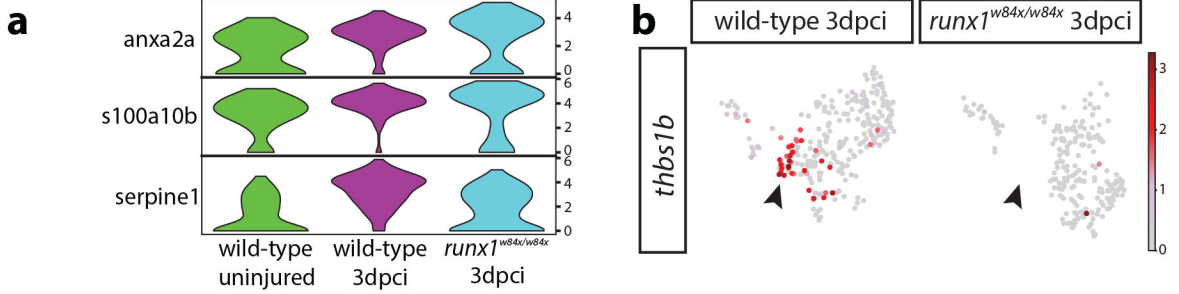 a
anxa2a
4
2
0
s100a10b
6
4
2
0
serpine1
6
4
2
0
wild-type uninjured
wild-type 3dpci
runx1w84x/w84x 3dpci
b
wild-type 3dpci
runx1w84x/w84x 3dpci
thbs1b
3
2
1
0